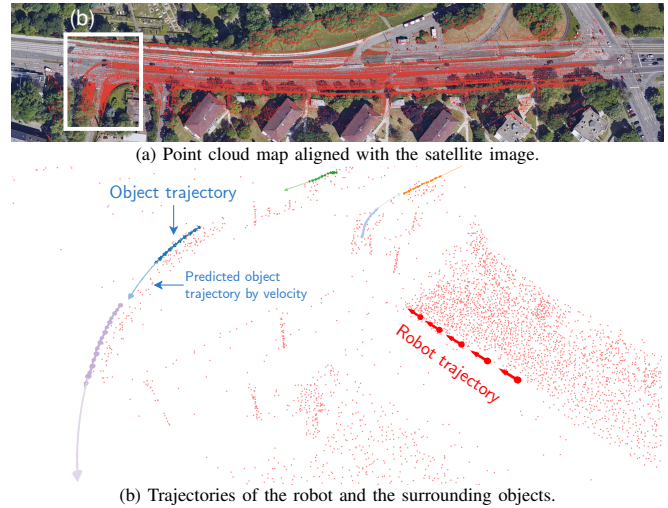 (b)
(a) Point cloud map aligned with the satellite image.
Object trajectory
Predicted object
trajectory by velocity
Robot trajectory
(b) Trajectories of the robot and the surrounding objects.